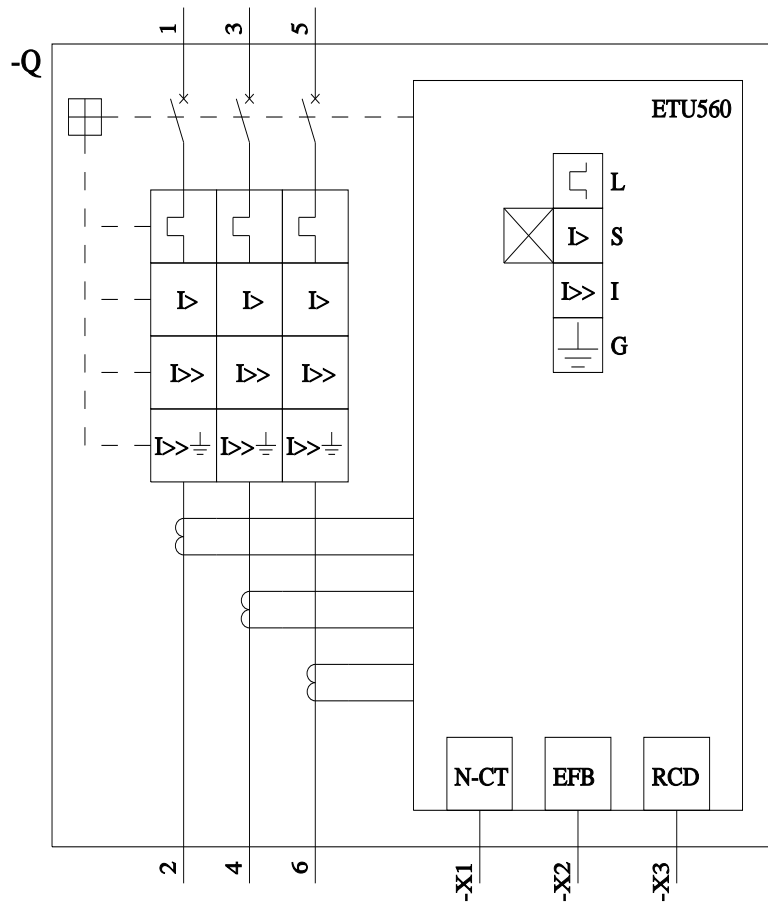 1 3 5
-Q
ETU560
L
I> S
I> I> I> I>> I
I>> I>> I>> G
I>> I>> I>>
N-CT EFB RCD
2 4 6 -X1 -X2 -X3